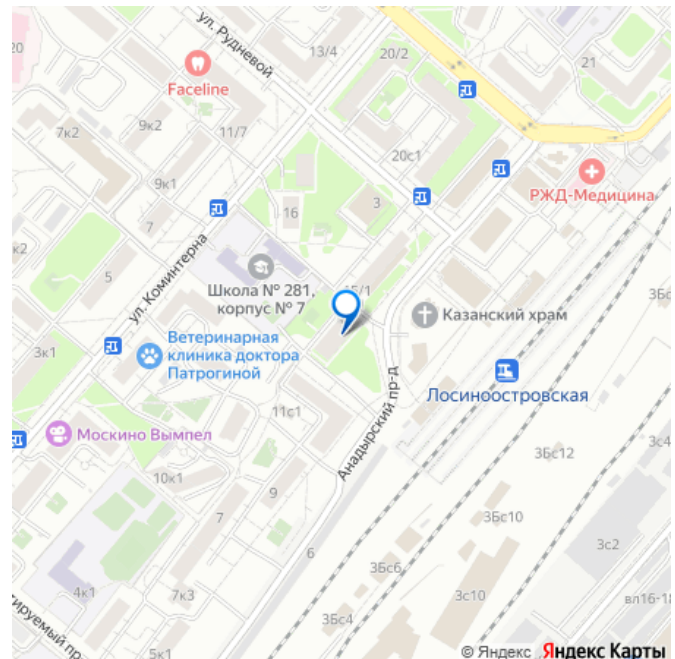 20
ул. Рудневой
13/4
20/2
21
Faceline
7к2
9к2
11/7
20с1
9к1
РЖД-Медицина
16
3
7
к2
5
ул. Коминтерна
Школа № 281,
корпус № 7
15/1
Казанский храм
3к1
Ветеринарная
клиника доктора
Патрогиной
Лосиноостровская
Анадырский пр-д
11с1
Москино Вымпел
3Бс12
3с4
10к1
9
7
3Бс10
6
3с2
3Бс6
4к1
7к3
3с10
вл16-18
3Бс4
5к1
© Яндекс Яндекс Карты